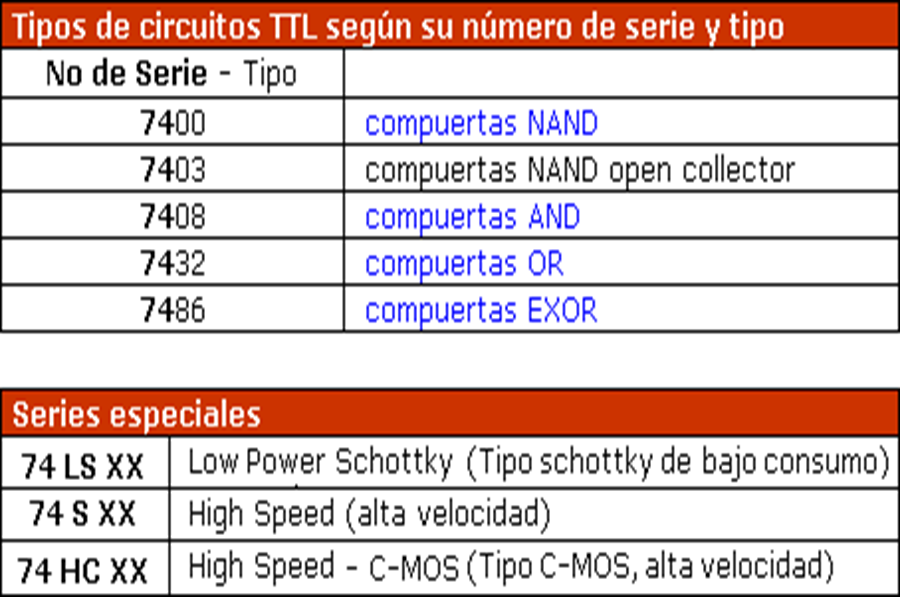 Tipos de circuitos TTL según su número de serie y tipo
No de Serie - Tipo
7400 compuertas NAND
7403 compuertas NAND open collector
7408 compuertas AND
7432 compuertas OR
7486 compuertas EXOR
Series especiales
74 LS XX Low Power Schottky (Tipo schottky de bajo consumo)
74 S XX High Speed (alta velocidad)
74 HC XX High Speed - C-MOS (Tipo C-MOS, alta velocidad)